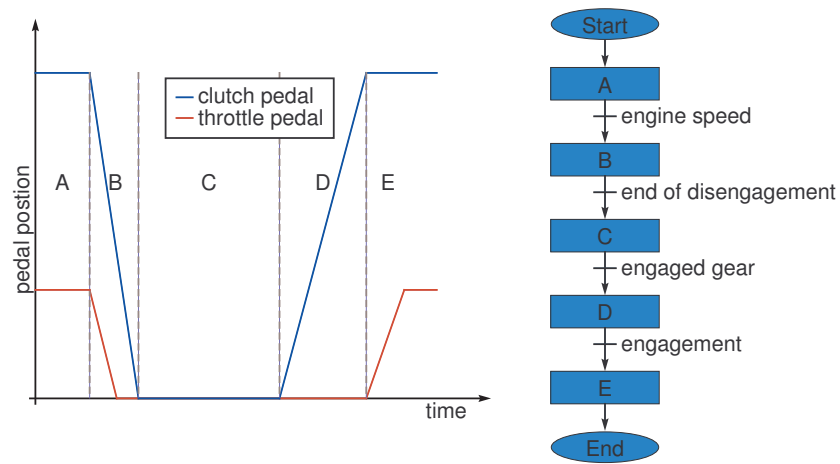 pedal postion
clutch pedal
throttle pedal
A
B
C
D
E
time
Start
A
engine speed
B
end of disengagement
C
engaged gear
D
engagement
E
End